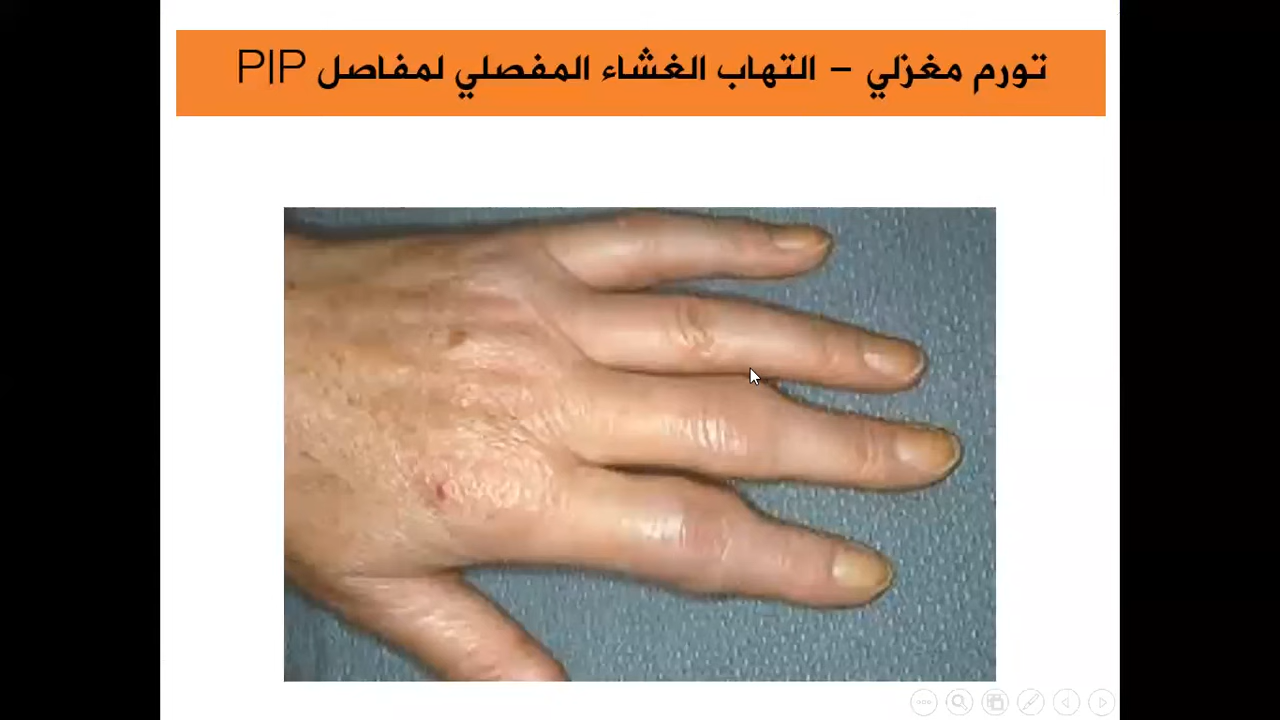 تورم مغزلي – التهاب الغشاء المفصلي لمفاصل PIP